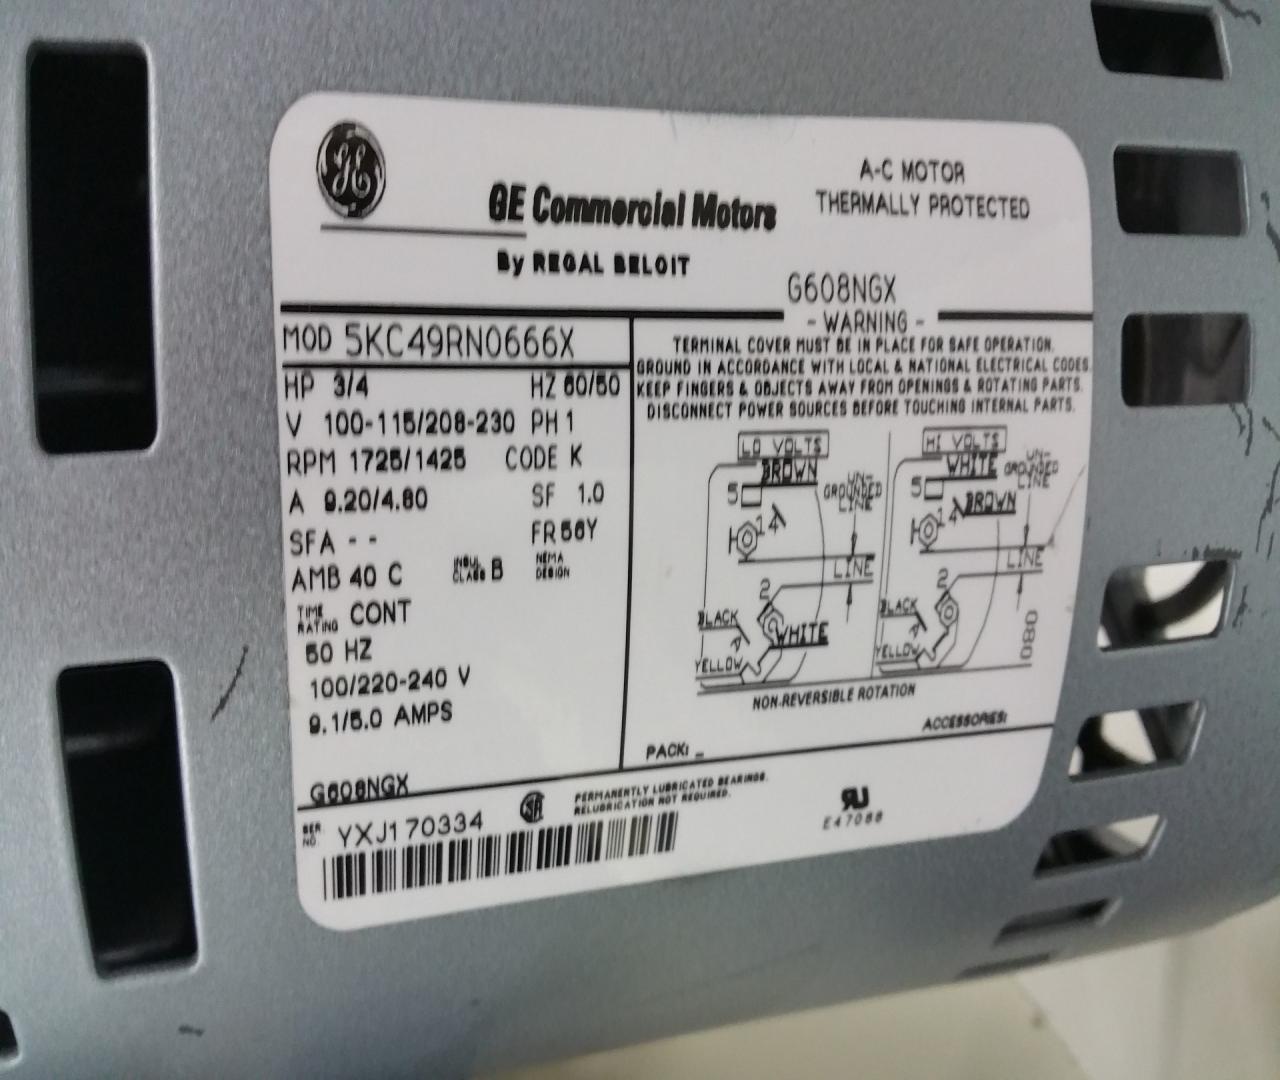 GE
GE Commercial Motors
By REGAL BELOIT
A-C MOTOR
THERMALLY PROTECTED
G608NGX
MOD 5KC49RN0666X
HP 3/4 HZ 60/50
V 100-115/208-230 PH 1
RPM 1725/1425 CODE K
A 9.20/4.60 SF 1.0
SFA - - FR 56Y
AMB 40 C INSUL CLASS B NEMA DESIGN
TIME RATING CONT
50 HZ
100/220-240 V
9.1/5.0 AMPS
G608NGX
- WARNING -
TERMINAL COVER MUST BE IN PLACE FOR SAFE OPERATION.
GROUND IN ACCORDANCE WITH LOCAL & NATIONAL ELECTRICAL CODES.
KEEP FINGERS & OBJECTS AWAY FROM OPENINGS & ROTATING PARTS.
DISCONNECT POWER SOURCES BEFORE TOUCHING INTERNAL PARTS.
LO VOLTS
BROWN
5
UN-
GROUNDED
LINE
14
LINE
2
BLACK
WHITE
YELLOW
HI VOLTS
WHITE
5
UN-
GROUNDED
LINE
BROWN
14
LINE
2
BLACK
YELLOW
080
NON-REVERSIBLE ROTATION
ACCESSORIES:
PACK: _
SER. NO. YXJ170334
SA
PERMANENTLY LUBRICATED BEARINGS.
RELUBRICATION NOT REQUIRED.
E47088